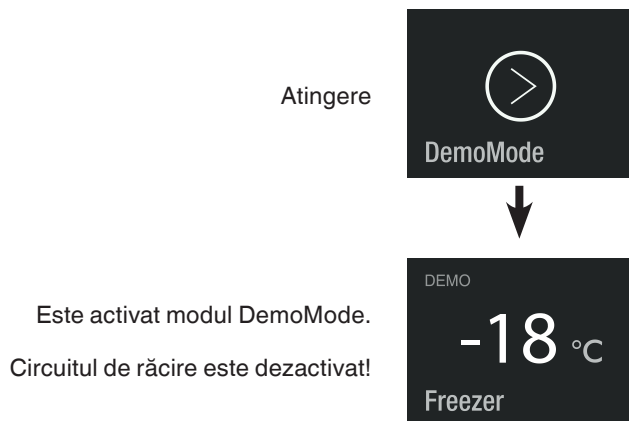 Atingere
DemoMode
DEMO
-18 °C
Freezer
Este activat modul DemoMode.
Circuitul de răcire este dezactivat!